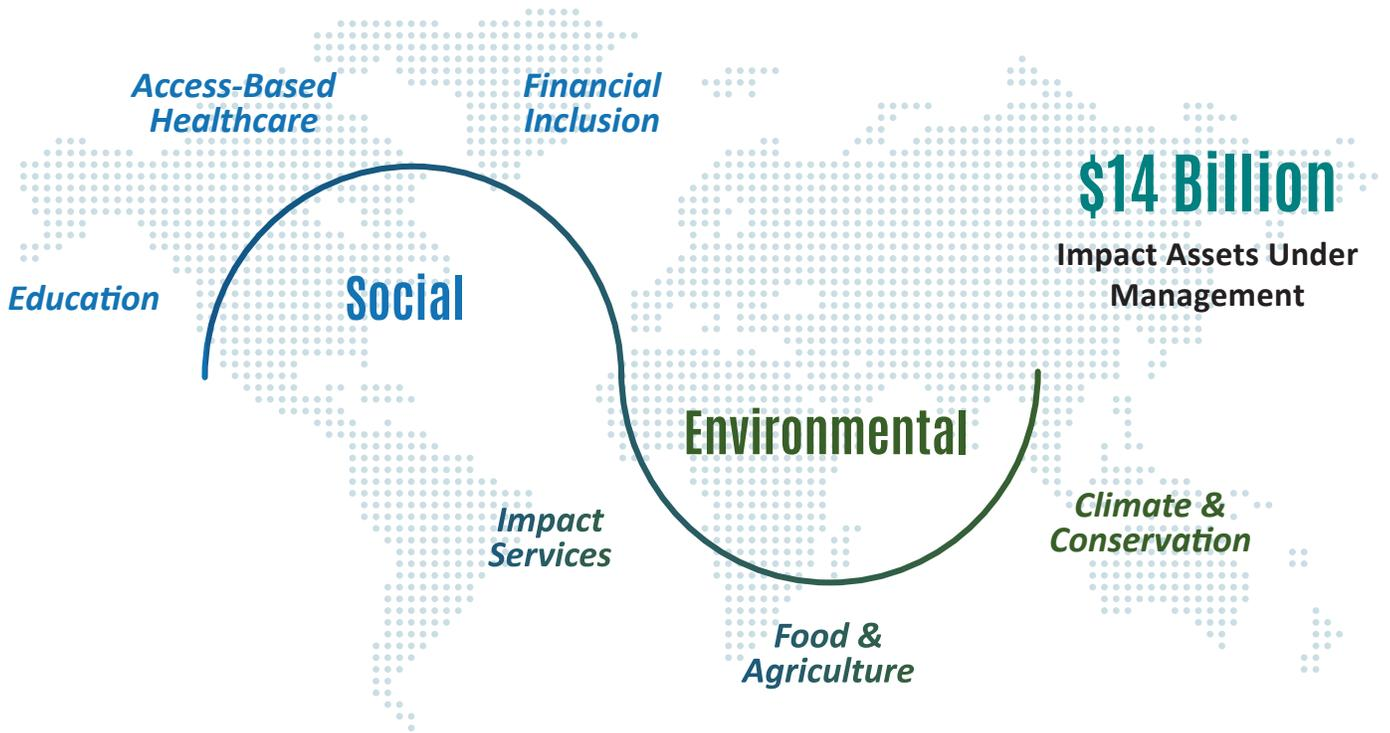 Access-Based
Healthcare
Financial
Inclusion
$14 Billion
Impact Assets Under
Management
Education
Social
Environmental
Impact
Services
Climate &
Conservation
Food &
Agriculture